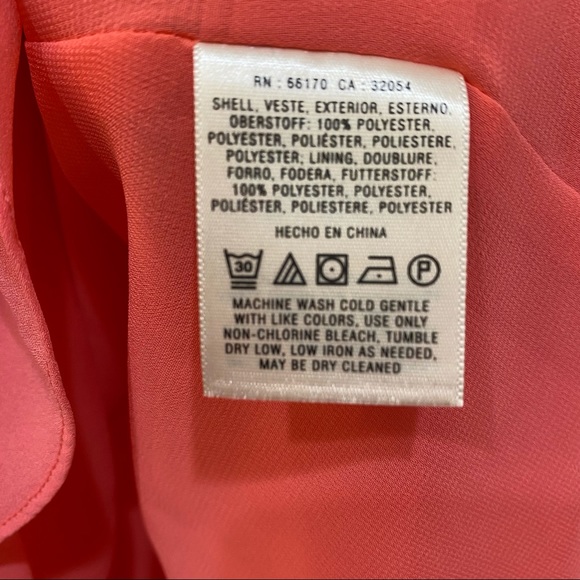 RN : 66170 CA : 32054
SHELL, VESTE, EXTERIOR, ESTERNO,
OBERSTOFF: 100% POLYESTER,
POLYESTER, POLIÉSTER, POLIESTERE,
POLYESTER; LINING, DOUBLURE,
FORRO, FODERA, FUTTERSTOFF:
100% POLYESTER, POLYESTER,
POLIÉSTER, POLIESTERE, POLYESTER
HECHO EN CHINA
30 P
MACHINE WASH COLD GENTLE
WITH LIKE COLORS, USE ONLY
NON-CHLORINE BLEACH, TUMBLE
DRY LOW, LOW IRON AS NEEDED,
MAY BE DRY CLEANED